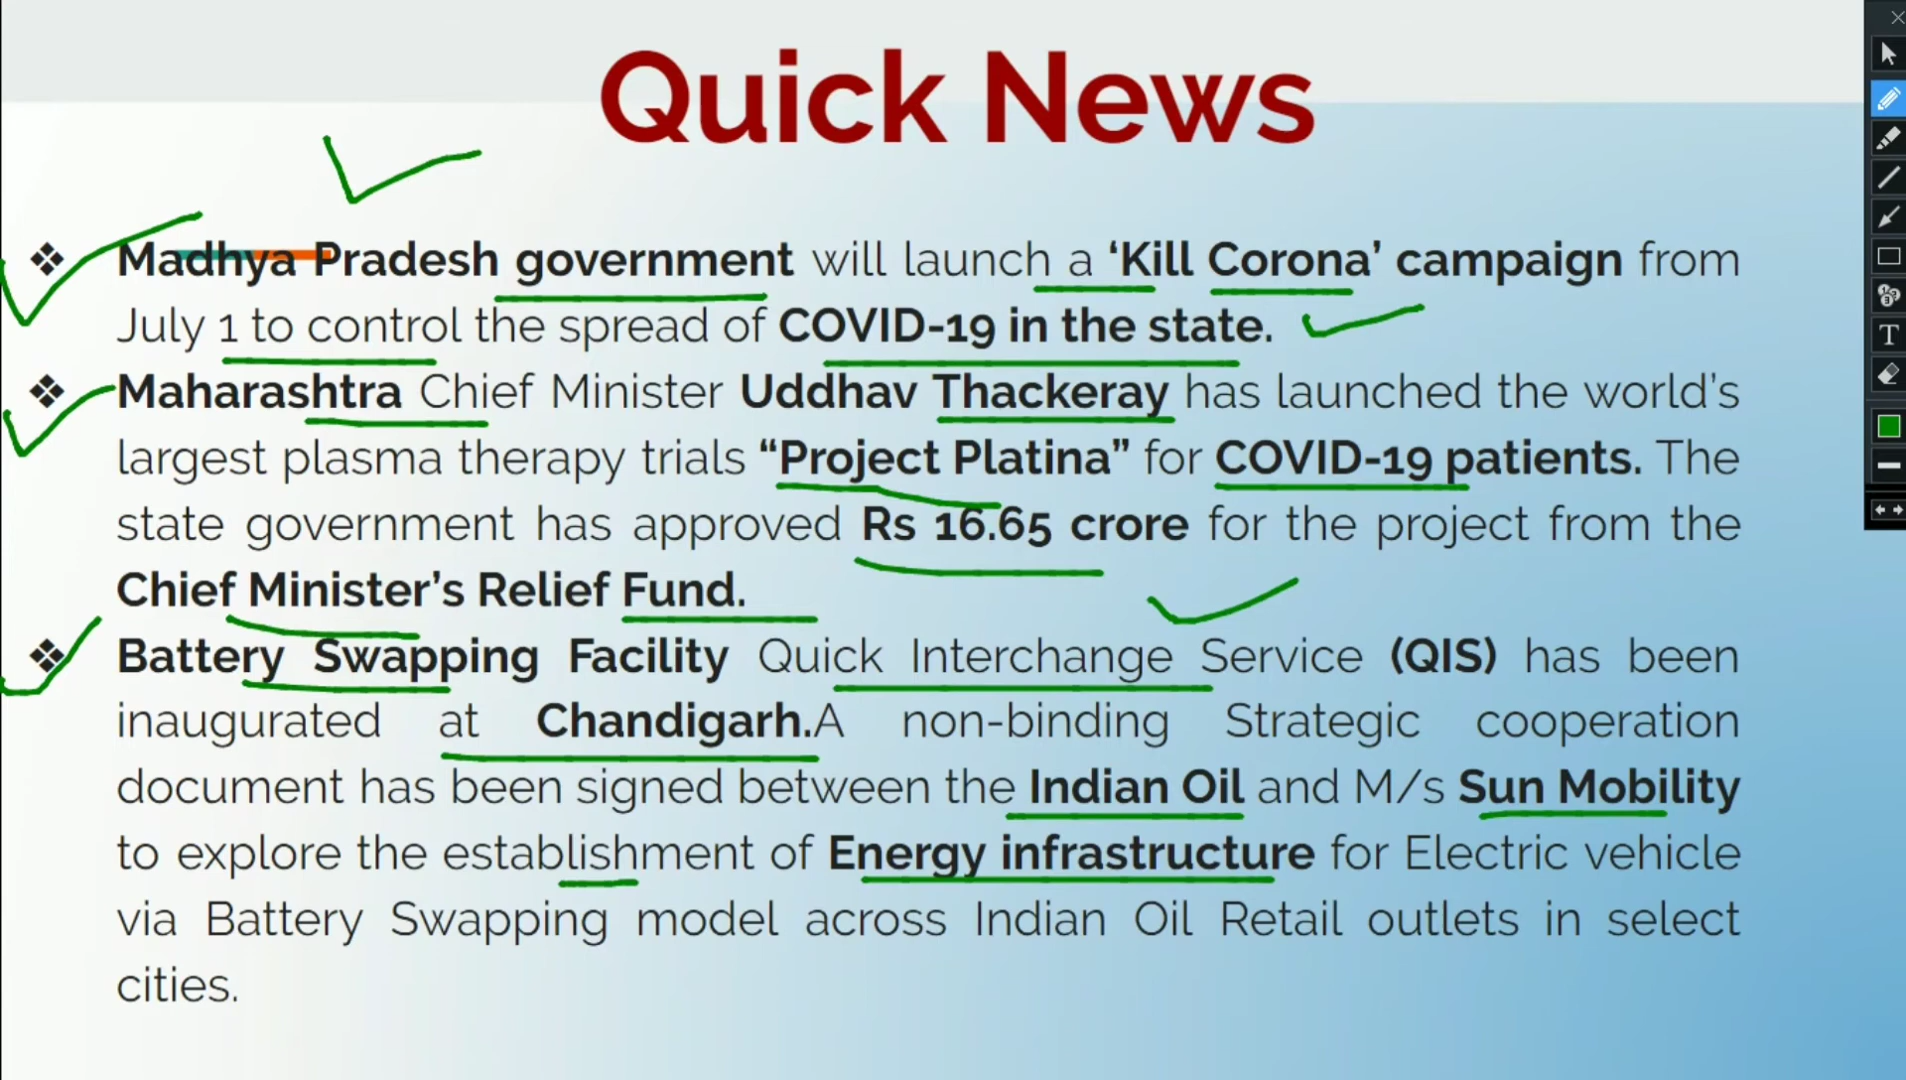 Quick News
❖ Madhya Pradesh government will launch a ‘Kill Corona’ campaign from
July 1 to control the spread of COVID-19 in the state.
❖ Maharashtra Chief Minister Uddhav Thackeray has launched the world’s
largest plasma therapy trials “Project Platina” for COVID-19 patients. The
state government has approved Rs 16.65 crore for the project from the
Chief Minister’s Relief Fund.
❖ Battery Swapping Facility Quick Interchange Service (QIS) has been
inaugurated at Chandigarh.A non-binding Strategic cooperation
document has been signed between the Indian Oil and M/s Sun Mobility
to explore the establishment of Energy infrastructure for Electric vehicle
via Battery Swapping model across Indian Oil Retail outlets in select
cities.